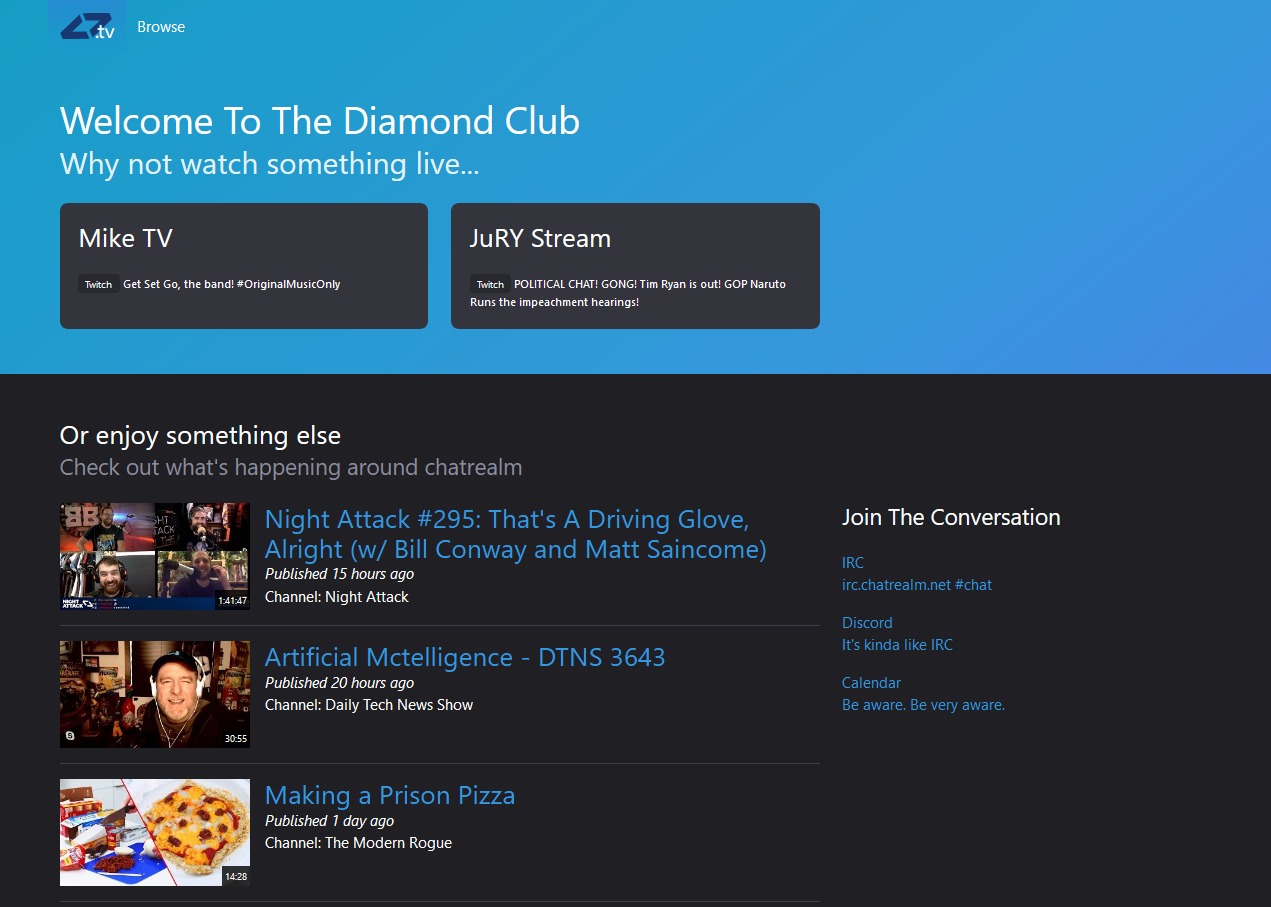 .tv
Browse
Welcome To The Diamond Club
Why not watch something live...
Mike TV
Twitch Get Set Go, the band! #OriginalMusicOnly
JuRY Stream
Twitch POLITICAL CHAT! GONG! Tim Ryan is out! GOP Naruto
Runs the impeachment hearings!
Or enjoy something else
Check out what's happening around chatrealm
NIGHT
ATTACK
1:41:47
Night Attack #295: That's A Driving Glove,
Alright (w/ Bill Conway and Matt Saincome)
Published 15 hours ago
Channel: Night Attack
30:55
Artificial Mctelligence - DTNS 3643
Published 20 hours ago
Channel: Daily Tech News Show
14:28
Making a Prison Pizza
Published 1 day ago
Channel: The Modern Rogue
Join The Conversation
IRC
irc.chatrealm.net #chat
Discord
It's kinda like IRC
Calendar
Be aware. Be very aware.